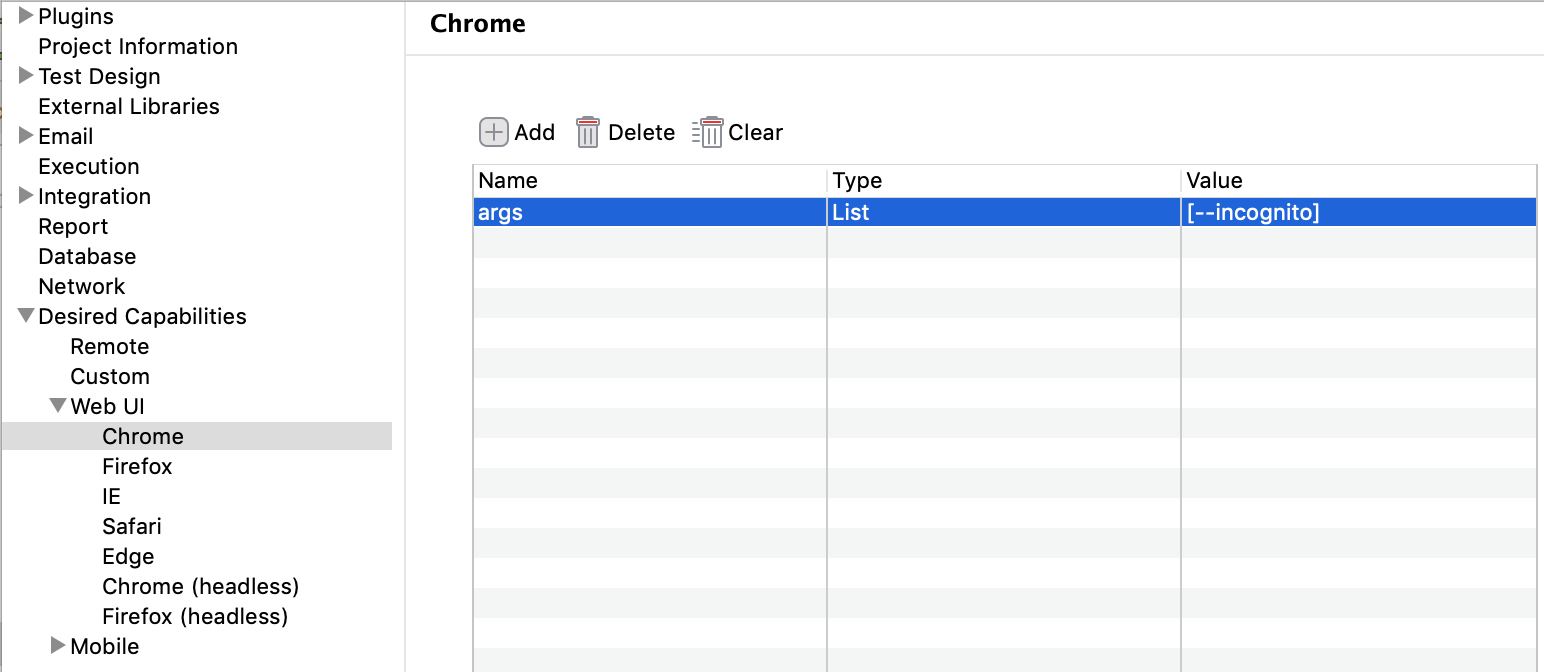 Plugins
Project Information
Test Design
External Libraries
Email
Execution
Integration
Report
Database
Network
Desired Capabilities
Remote
Custom
Web UI
Chrome
Firefox
IE
Safari
Edge
Chrome (headless)
Firefox (headless)
Mobile
Chrome
Add Delete Clear
Name Type Value
args List [--incognito]